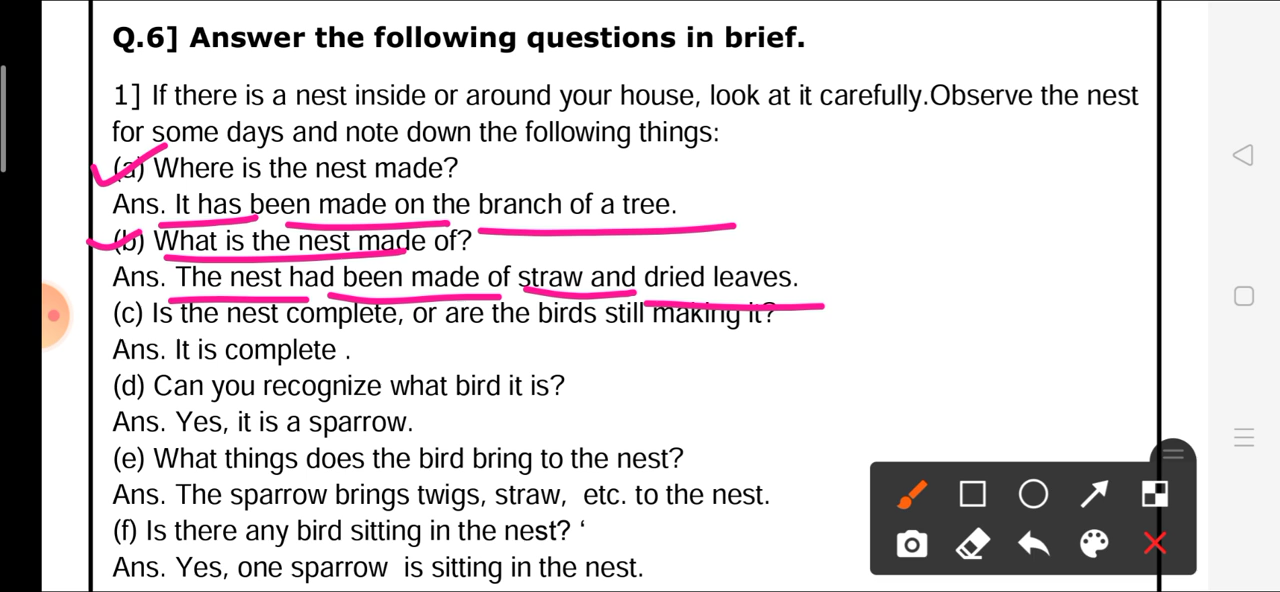 Q.6] Answer the following questions in brief.
1] If there is a nest inside or around your house, look at it carefully.Observe the nest
for some days and note down the following things:
(a) Where is the nest made?
Ans. It has been made on the branch of a tree.
(b) What is the nest made of?
Ans. The nest had been made of straw and dried leaves.
(c) Is the nest complete, or are the birds still making it?
Ans. It is complete .
(d) Can you recognize what bird it is?
Ans. Yes, it is a sparrow.
(e) What things does the bird bring to the nest?
Ans. The sparrow brings twigs, straw,  etc. to the nest.
(f) Is there any bird sitting in the nest? ‘
Ans. Yes, one sparrow  is sitting in the nest.